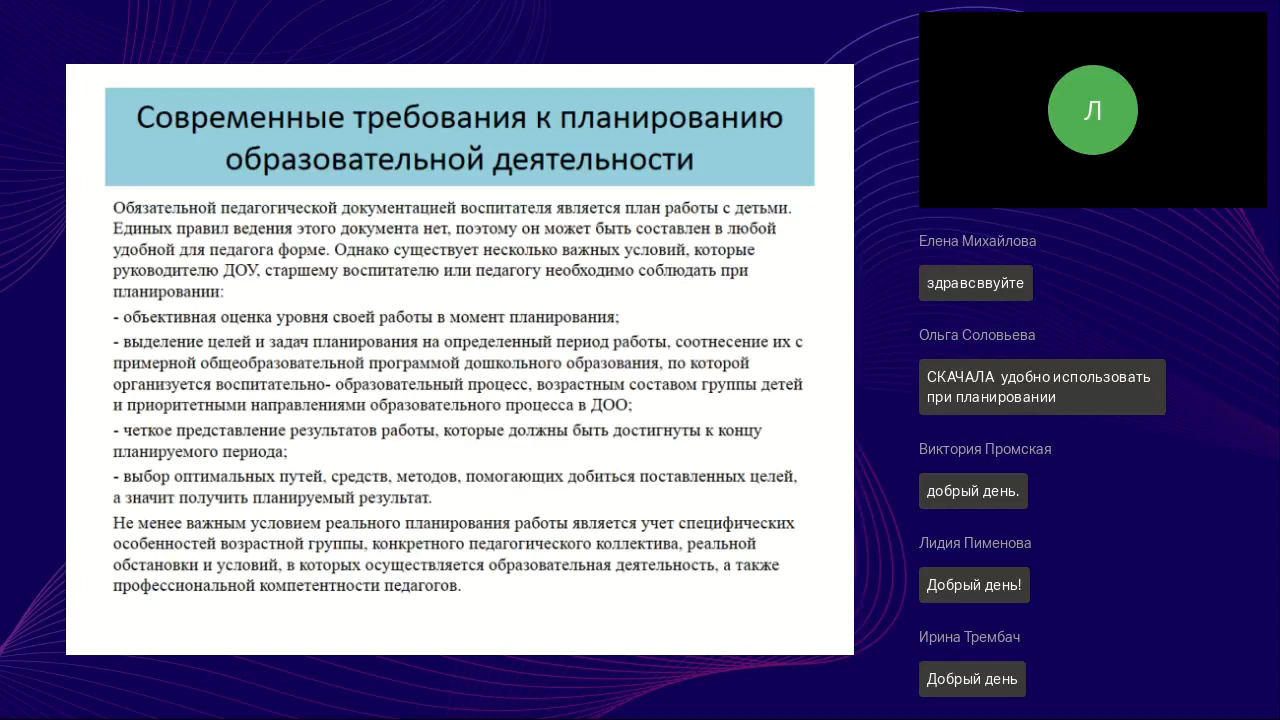 Современные требования к планированию
образовательной деятельности
Обязательной педагогической документацией воспитателя является план работы с детьми.
Единых правил ведения этого документа нет, поэтому он может быть составлен в любой
удобной для педагога форме. Однако существует несколько важных условий, которые
руководителю ДОУ, старшему воспитателю или педагогу необходимо соблюдать при
планировании:
- объективная оценка уровня своей работы в момент планирования;
- выделение целей и задач планирования на определенный период работы, соотнесение их с
примерной общеобразовательной программой дошкольного образования, по которой
организуется воспитательно- образовательный процесс, возрастным составом группы детей
и приоритетными направлениями образовательного процесса в ДОО;
- четкое представление результатов работы, которые должны быть достигнуты к концу
планируемого периода;
- выбор оптимальных путей, средств, методов, помогающих добиться поставленных целей,
а значит получить планируемый результат.
Не менее важным условием реального планирования работы является учет специфических
особенностей возрастной группы, конкретного педагогического коллектива, реальной
обстановки и условий, в которых осуществляется образовательная деятельность, а также
профессиональной компетентности педагогов.
Л
Елена Михайлова
здравсввуйте
Ольга Соловьева
СКАЧАЛА удобно использовать
при планировании
Виктория Промская
добрый день.
Лидия Пименова
Добрый день!
Ирина Трембач
Добрый день